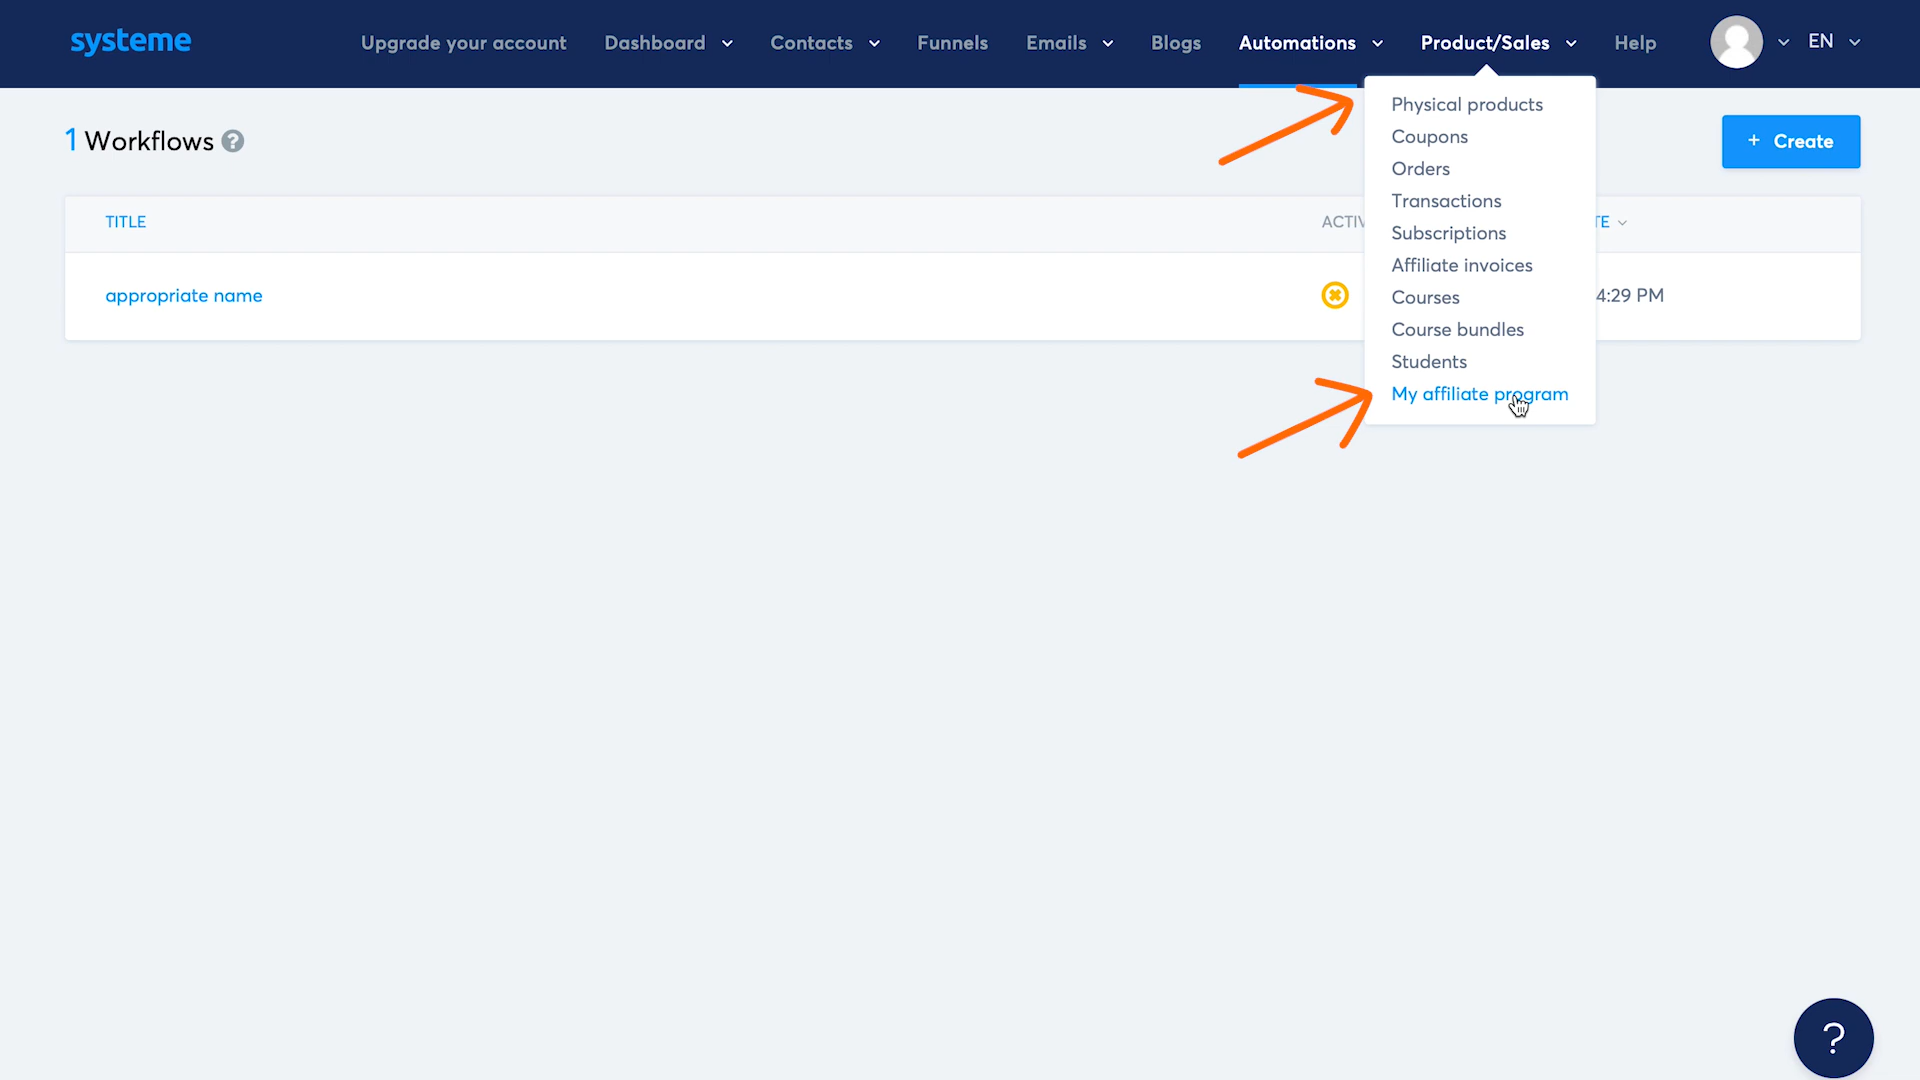 systeme
Upgrade your account
Dashboard
Contacts
Funnels
Emails
Blogs
Automations
Product/Sales
Help
EN
Physical products
Coupons
Orders
Transactions
Subscriptions
Affiliate invoices
Courses
Course bundles
Students
My affiliate program
1 Workflows ?
+ Create
TITLE
ACTIV
TE
appropriate name
4:29 PM
?